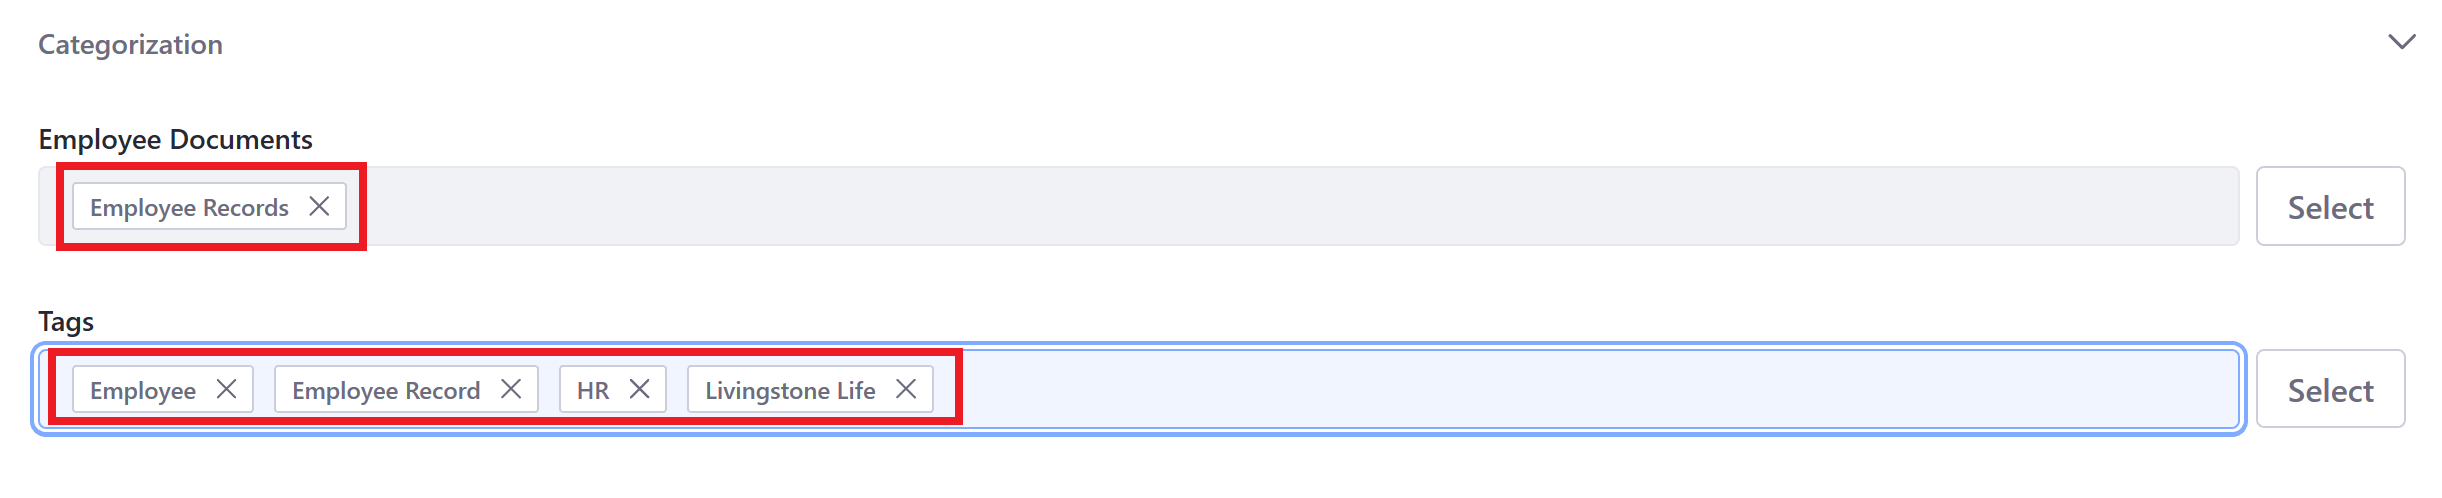 Categorization
Employee Documents
Employee Records
Select
Tags
Employee Employee Record HR Livingstone Life
Select